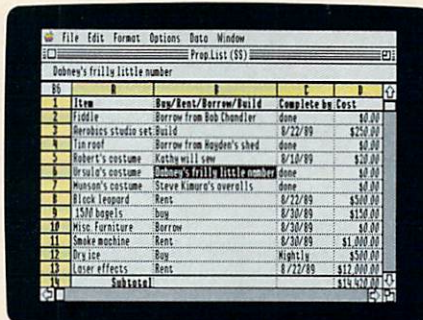 File Edit Format Options Data Window
Prop.List (SS)
Dabney's frilly little number
B6 A B C D
1 Item Buy/Rent/Borrow/Build Complete by Cost
2 Fiddle Borrow from Bob Chandler done $0.00
3 Aerobics studio set Build 8/22/89 $250.00
4 Tin roof Borrow from Hayden's shed done $0.00
5 Robert's costume Kathy will sew 8/10/89 $20.00
6 Ursula's costume Dabney's frilly little number done $0.00
7 Munson's costume Steve Kimura's overalls done $0.00
8 Black leopard Rent 8/22/89 $500.00
9 1500 bagels buy 8/30/89 $150.00
10 Misc. Furniture Borrow 8/30/89 $0.00
11 Smoke machine Rent 8/30/89 $1,000.00
12 Dry ice Buy Nightly $500.00
13 Laser effects Rent 8/22/89 $12,000.00
14 Subtotal $14,420.00